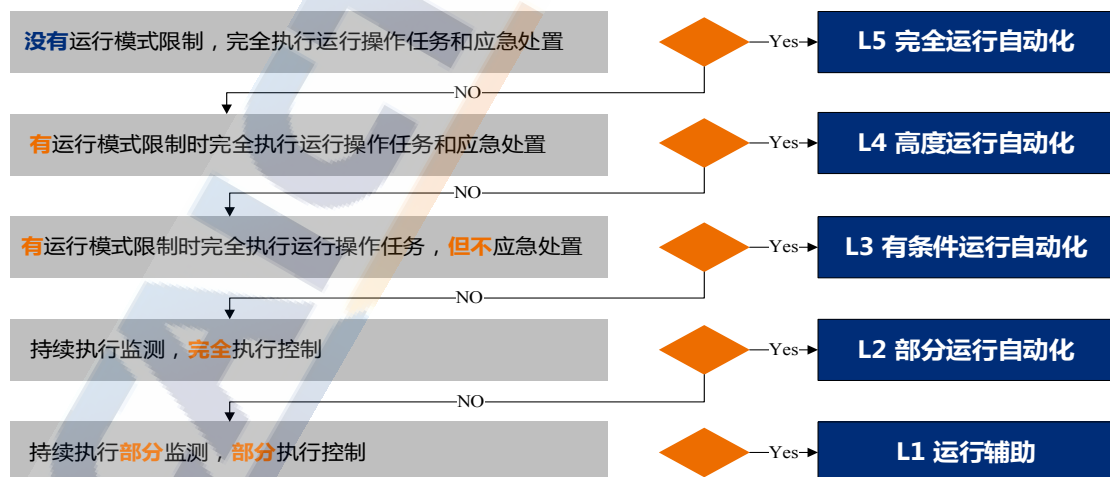 没有运行模式限制，完全执行运行操作任务和应急处置
Yes
L5 完全运行自动化
NO
有运行模式限制时完全执行运行操作任务和应急处置
Yes
L4 高度运行自动化
NO
有运行模式限制时完全执行运行操作任务，但不应急处置
Yes
L3 有条件运行自动化
NO
持续执行监测，完全执行控制
Yes
L2 部分运行自动化
NO
持续执行部分监测，部分执行控制
Yes
L1 运行辅助
CAICT